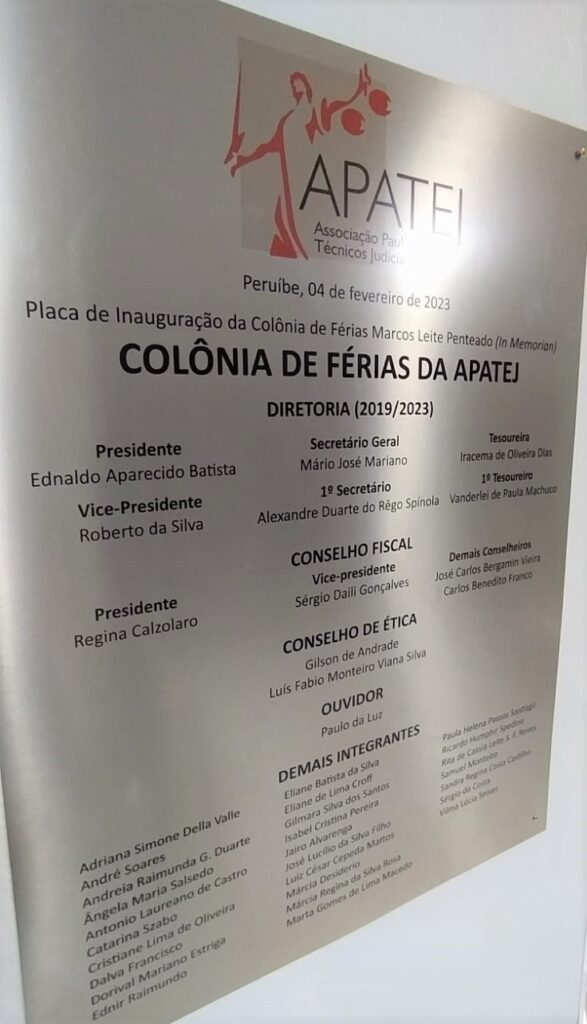 APATEJ
Associação Paul
Técnicos Judicia
Peruíbe, 04 de fevereiro de 2023
Placa de Inauguração da Colônia de Férias Marcos Leite Penteado (In Memorian)
COLÔNIA DE FÉRIAS DA APATEJ
DIRETORIA (2019/2023)
Presidente
Ednaldo Aparecido Batista
Vice-Presidente
Roberto da Silva
Secretário Geral
Mário José Mariano
1º Secretário
Alexandre Duarte do Rêgo Spínola
Tesoureira
Iracema de Oliveira Dias
1º Tesoureiro
Vanderlei de Paula Machuco
CONSELHO FISCAL
Presidente
Regina Calzolaro
Vice-presidente
Sérgio Daili Gonçalves
Demais Conselheiros
José Carlos Bergamin Vieira
Carlos Benedito Franco
CONSELHO DE ÉTICA
Gilson de Andrade
Luís Fabio Monteiro Viana Silva
OUVIDOR
Paulo da Luz
DEMAIS INTEGRANTES
Adriana Simone Della Valle
André Soares
Andreia Raimunda G. Duarte
Ângela Maria Salsedo
Antonio Laureano de Castro
Catarina Szabo
Cristiane Lima de Oliveira
Dalva Francisco
Dorival Mariano Estriga
Ednir Raimundo
Eliane Batista da Silva
Eliane de Lima Croff
Gilmara Silva dos Santos
Isabel Cristina Pereira
Jairo Alvarenga
José Lucilio da Silva Filho
Luiz César Cepeda Mattos
Márcia Desiderio
Márcia Regina da Silva Rosa
Marta Gomes de Lima Macedo
Paula Helena Passos Santiago
Ricardo Humphir Spedine
Rita de Cassia Leite S. F. Neves
Samuel Monteiro
Sandra Regina Costa Custilho
Sérgio da Costa
Vilma Lúcia Seixas